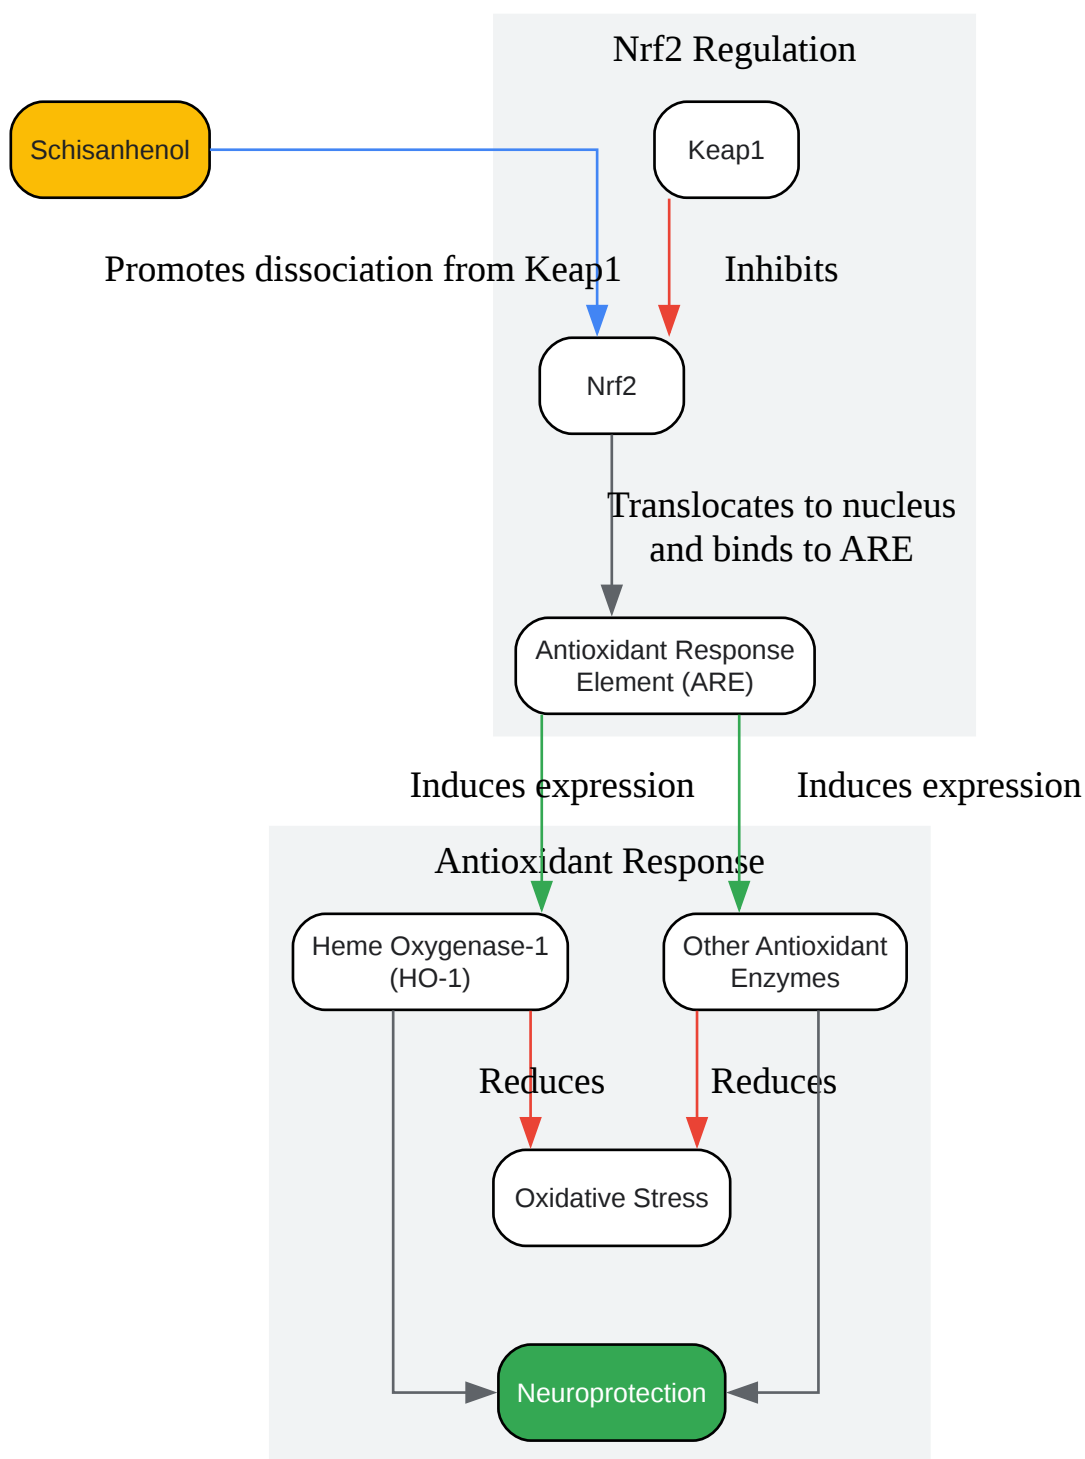 Nrf2 Regulation
Schisanhenol
Keap1
Promotes dissociation from Keap1
Inhibits
Nrf2
Translocates to nucleus
and binds to ARE
Antioxidant Response
Element (ARE)
Induces expression
Induces expression
Antioxidant Response
Heme Oxygenase-1
(HO-1)
Other Antioxidant
Enzymes
Reduces
Reduces
Oxidative Stress
Neuroprotection